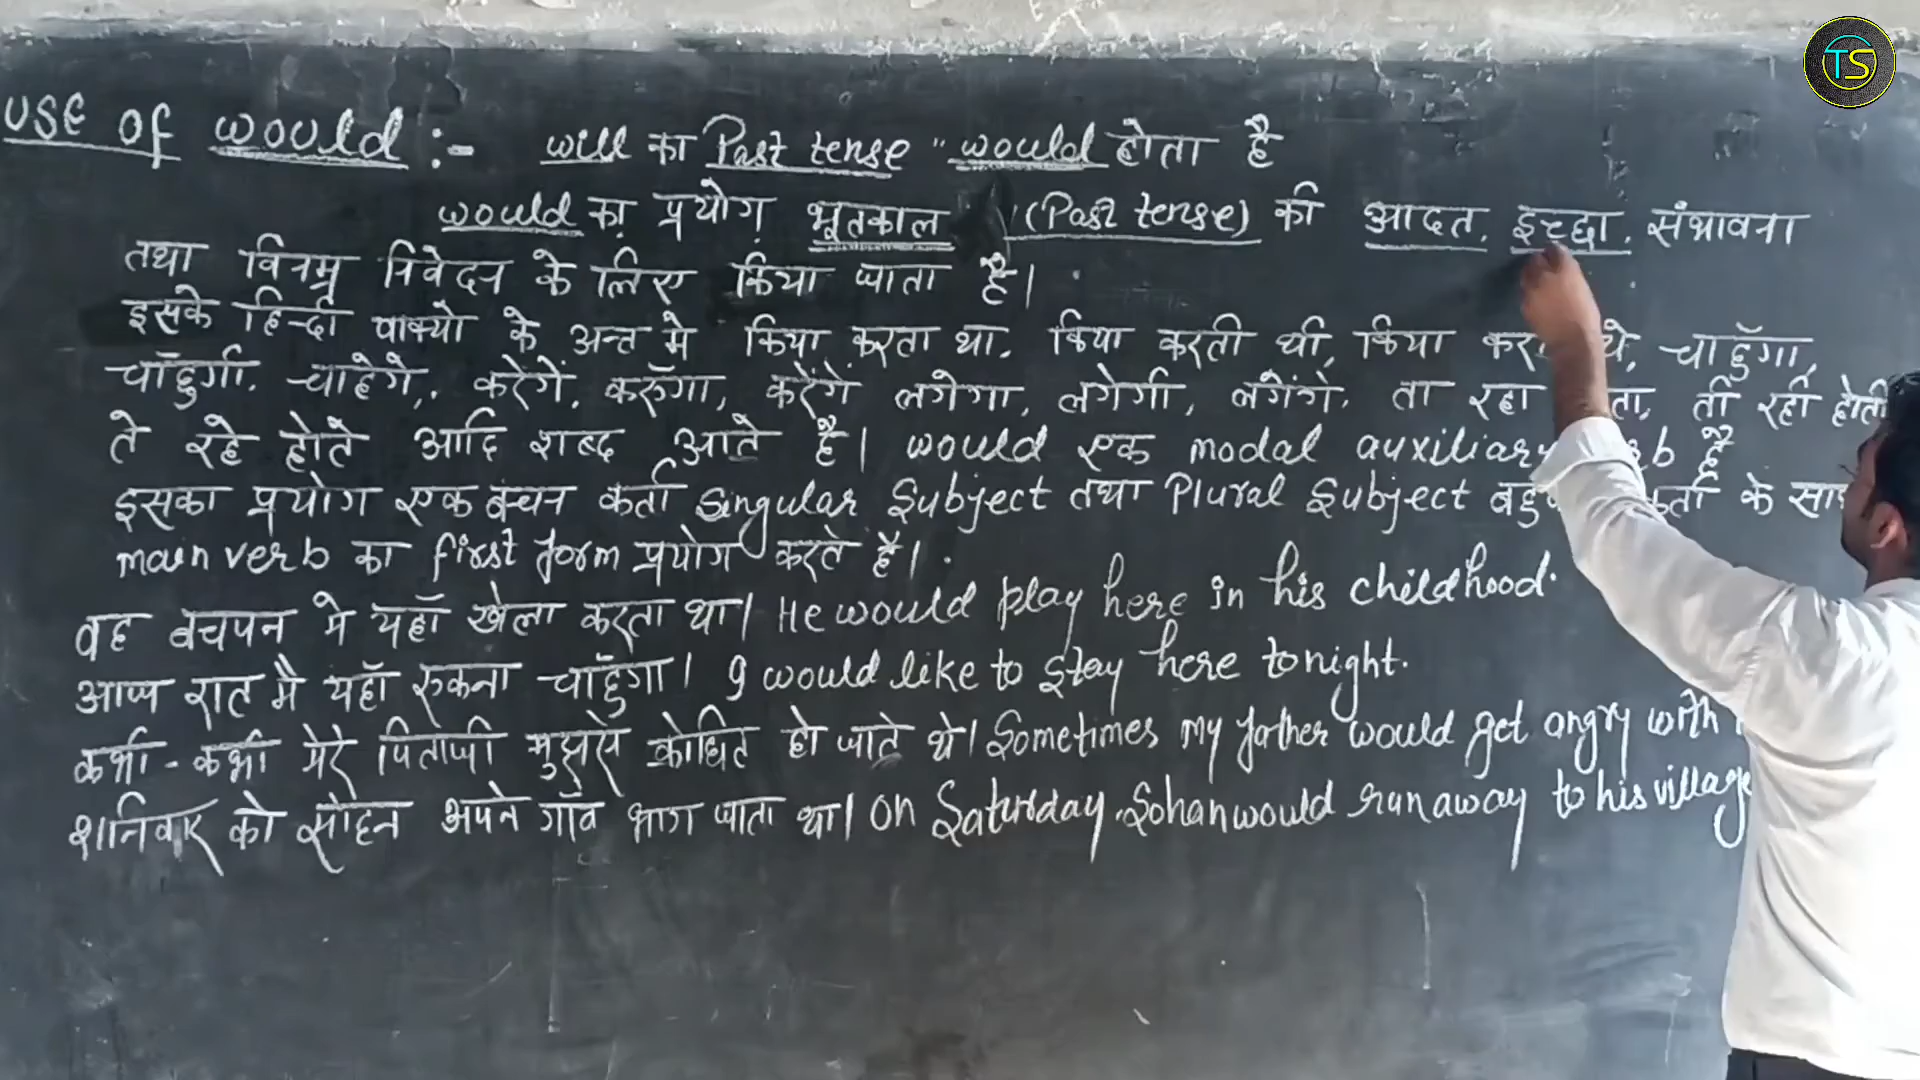 TS
USE Of would :- will का Past tense "would होता है
would का प्रयोग भूतकाल (Past tense) की आदत, इच्छा, संभावना
तथा विनम्र निवेदन के लिए किया जाता है।
इसके हिन्दी वाक्यो के अन्त मे किया करता था, किया करती थी, किया थे, चाहुँगा,
चाँहुगी, चाहेगे, करेगें, करुँगा, करेंगें लगेगा, लगेगी, लगेंगे, ता रहा ती रही होती
ते रहे होते आदि शब्द आते है। would एक modal auxiliary है
इसका प्रयोग एक बचन कर्ता Singular Subject तथा Plural Subject कर्ता के
main verb का first form प्रयोग करते है।
वह बचपन मे यहाँ खेला करता था। He would play here in his childhood.
आज रात मै यहाँ रुकना चाँहुगा। I would like to stay here tonight.
कभी-कभी मेरे पिताजी मुझसे क्रोधित हो जाते थे। Sometimes my father would get angry with
शनिवार को सोहन अपने गाँव भाग जाता था। On Saturday, Sohan would run away to his village